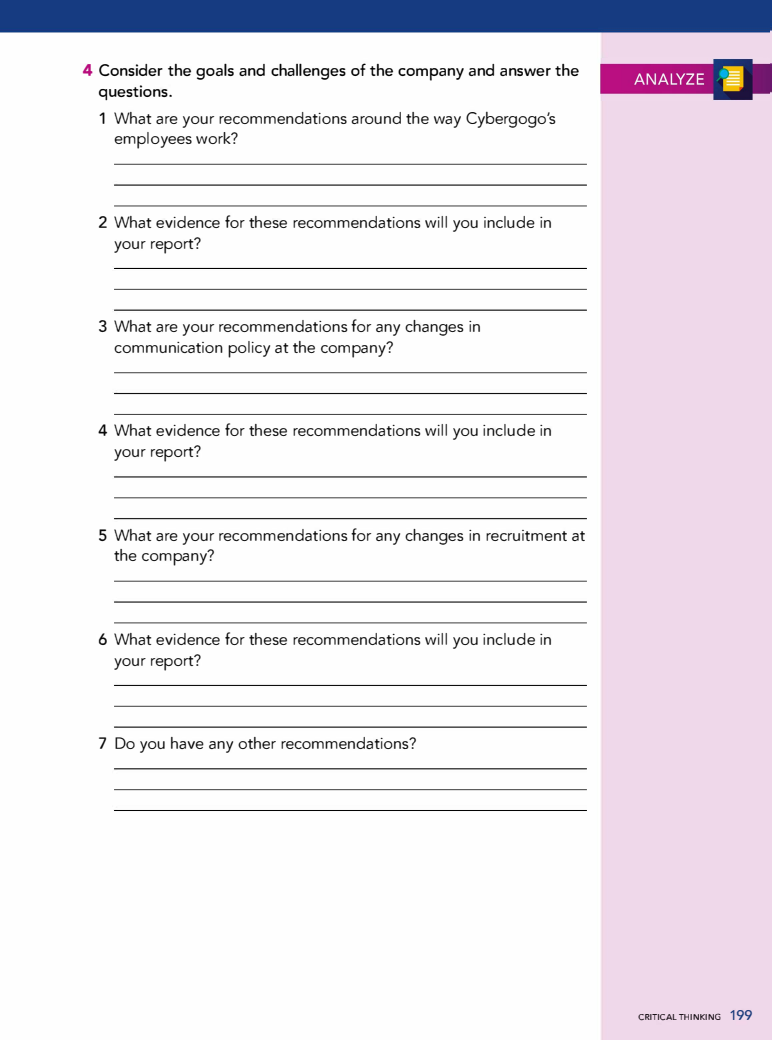 4 Consider the goals and challenges of the company and answer the
questions.
ANALYZE
1 What are your recommendations around the way Cybergogo's
employees work?
2 What evidence for these recommendations will you include in
your report?
3 What are your recommendations for any changes in
communication policy at the company?
4 What evidence for these recommendations will you include in
your report?
5 What are your recommendations for any changes in recruitment at
the company?
6 What evidence for these recommendations will you include in
your report?
7 Do you have any other recommendations?
CRITICAL THINKING 199